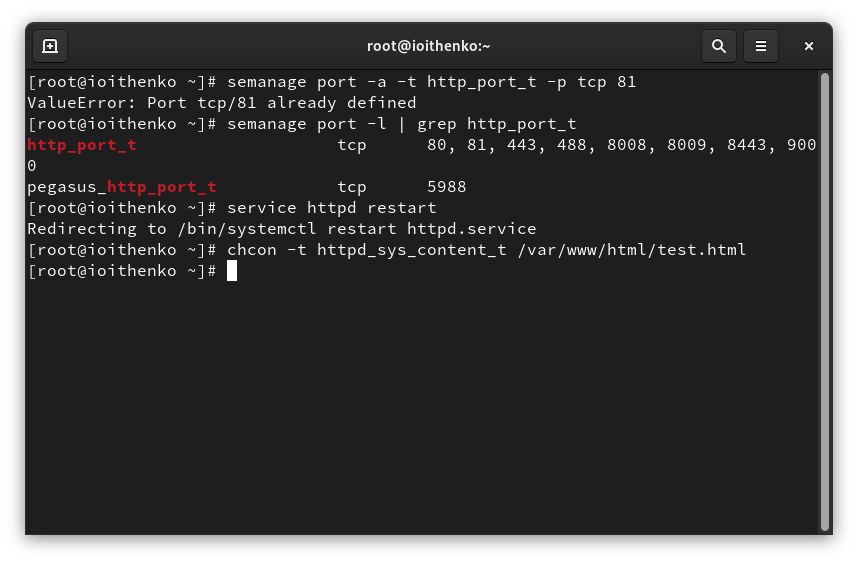 root@ioithenko:~
[root@ioithenko ~]# semanage port -a -t http_port_t -p tcp 81
ValueError: Port tcp/81 already defined
[root@ioithenko ~]# semanage port -l | grep http_port_t
http_port_t                    tcp      80, 81, 443, 488, 8008, 8009, 8443, 900
0
pegasus_http_port_t            tcp      5988
[root@ioithenko ~]# service httpd restart
Redirecting to /bin/systemctl restart httpd.service
[root@ioithenko ~]# chcon -t httpd_sys_content_t /var/www/html/test.html
[root@ioithenko ~]#